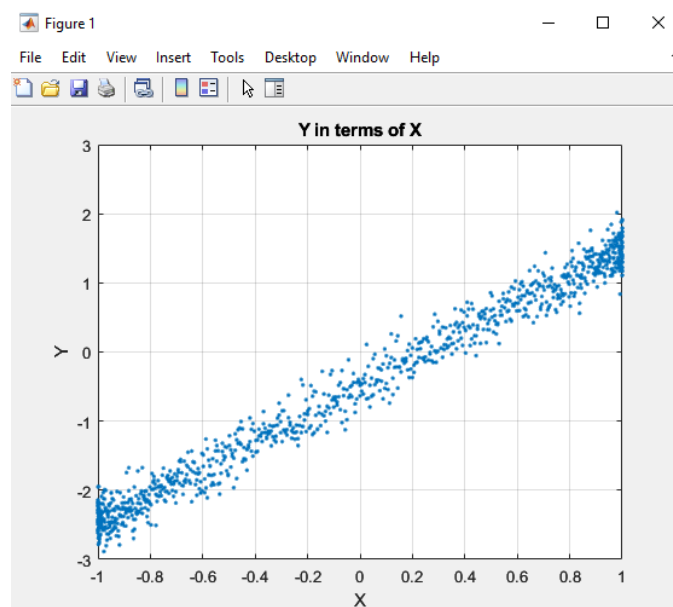 Figure 1
File Edit View Insert Tools Desktop Window Help
Y in terms of X
3
2
1
0
-1
-2
-3
Y
-1 -0.8 -0.6 -0.4 -0.2 0 0.2 0.4 0.6 0.8 1
X